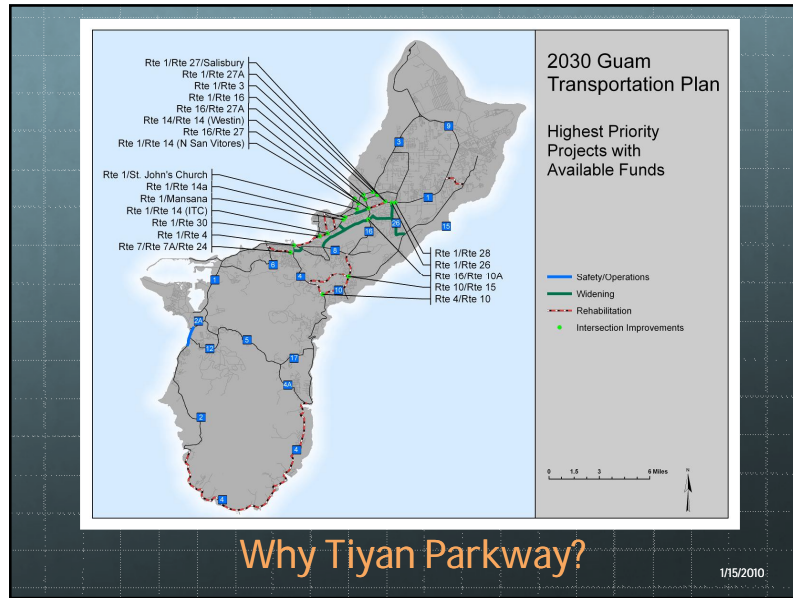 Rte 1/Rte 27/Salisbury
Rte 1/Rte 27A
Rte 1/Rte 3
Rte 1/Rte 16
Rte 16/Rte 27A
Rte 14/Rte 14 (Westin)
Rte 16/Rte 27
Rte 1/Rte 14 (N San Vitores)
Rte 1/St. John's Church
Rte 1/Rte 14a
Rte 1/Mansana
Rte 1/Rte 14 (ITC)
Rte 1/Rte 30
Rte 1/Rte 4
Rte 7/Rte 7A/Rte 24
Rte 1/Rte 28
Rte 1/Rte 26
Rte 16/Rte 10A
Rte 10/Rte 15
Rte 4/Rte 10
9
3
1
15
26
16
8
6
4
10
1
2A
12
5
17
4A
2
4
4
2030 Guam
Transportation Plan
Highest Priority
Projects with
Available Funds
Safety/Operations
Widening
Rehabilitation
Intersection Improvements
0 1.5 3 6 Miles
N
Why Tiyan Parkway?
1/15/2010